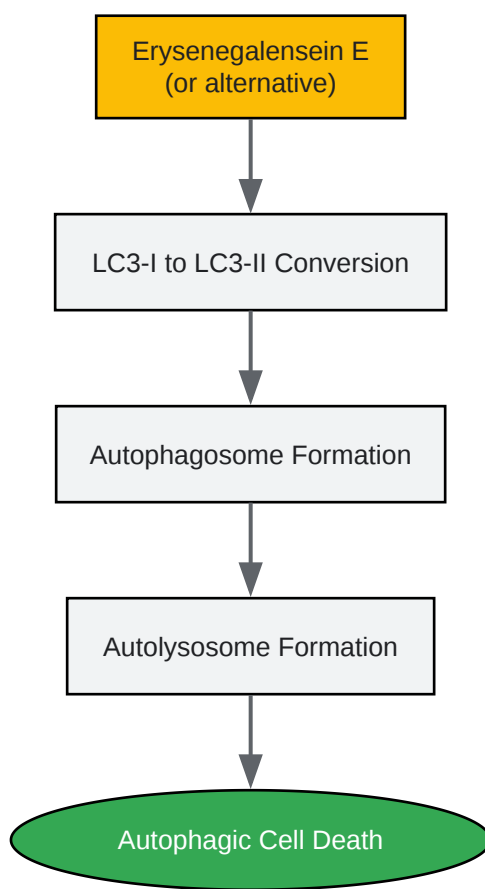 Erysenegalensein E
(or alternative)
LC3-I to LC3-II Conversion
Autophagosome Formation
Autolysosome Formation
Autophagic Cell Death